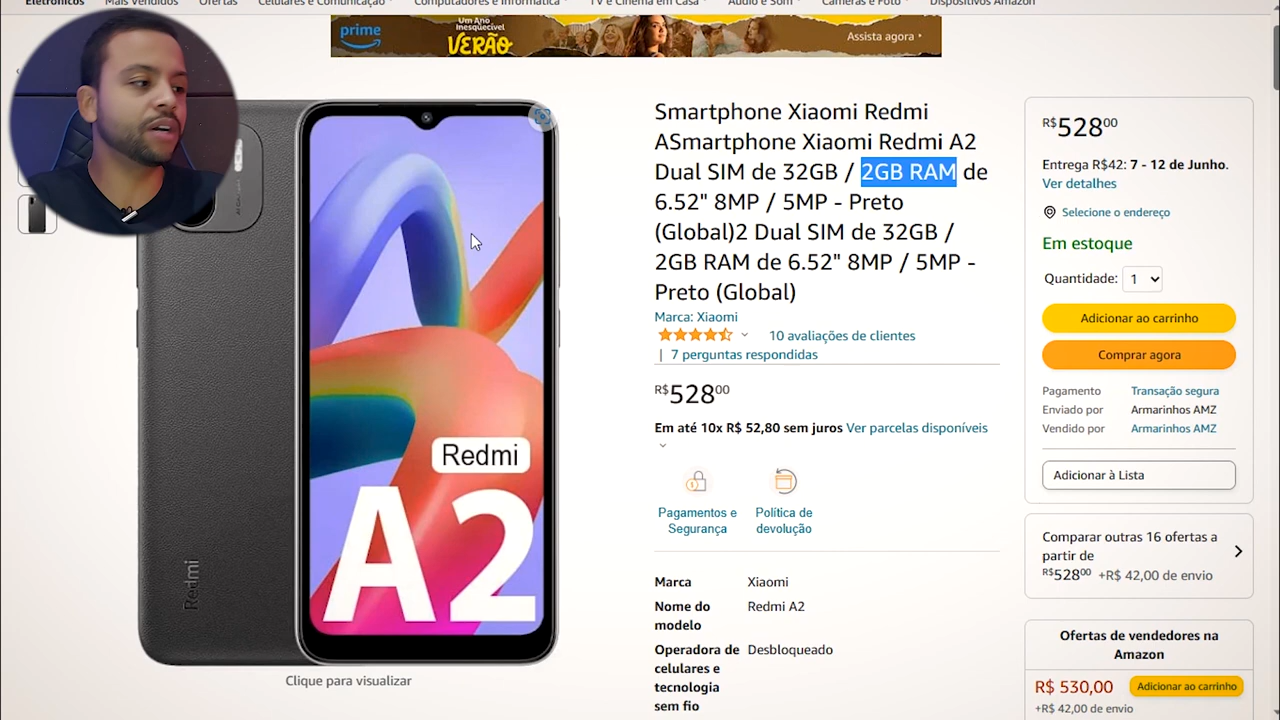 Eletrônicos Mais Vendidos Ofertas Celulares e Comunicação Computadores e Informática TV e Cinema em Casa Áudio e Som Câmeras e Foto Dispositivos Amazon
prime
Um Ano
Inesquecível
VERÃO
Assista agora
Smartphone Xiaomi Redmi
ASmartphone Xiaomi Redmi A2
Dual SIM de 32GB / 2GB RAM de
6.52" 8MP / 5MP - Preto
(Global)2 Dual SIM de 32GB /
2GB RAM de 6.52" 8MP / 5MP -
Preto (Global)
Marca: Xiaomi
10 avaliações de clientes
| 7 perguntas respondidas
R$52800
Em até 10x R$ 52,80 sem juros Ver parcelas disponíveis
Pagamentos e
Segurança
Política de
devolução
Marca Xiaomi
Nome do
modelo
Redmi A2
Operadora de
celulares e
tecnologia
sem fio
Desbloqueado
Redmi
A2
Redmi
Clique para visualizar
R$52800
Entrega R$42: 7 - 12 de Junho.
Ver detalhes
Selecione o endereço
Em estoque
Quantidade: 1
Adicionar ao carrinho
Comprar agora
Pagamento Transação segura
Enviado por Armarinhos AMZ
Vendido por Armarinhos AMZ
Adicionar à Lista
Comparar outras 16 ofertas a
partir de
R$52800 +R$ 42,00 de envio
Ofertas de vendedores na
Amazon
R$ 530,00 Adicionar ao carrinho
+R$ 42,00 de envio